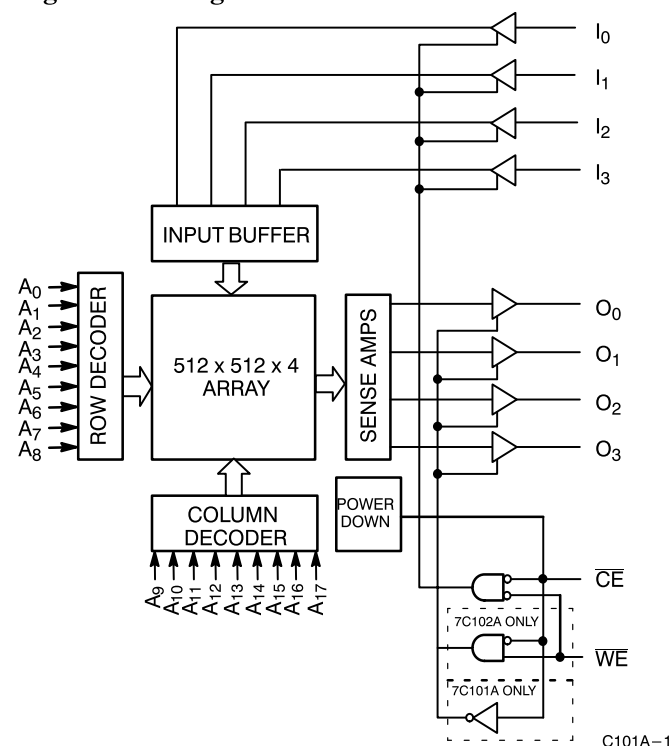 I0
I1
I2
I3
INPUT BUFFER
A0
A1
A2
A3
A4
A5
A6
A7
A8
ROW DECODER
512 x 512 x 4
ARRAY
SENSE AMPS
O0
O1
O2
O3
COLUMN
DECODER
POWER
DOWN
A9
A10
A11
A12
A13
A14
A15
A16
A17
CE
7C102A ONLY
WE
7C101A ONLY
C101A–1